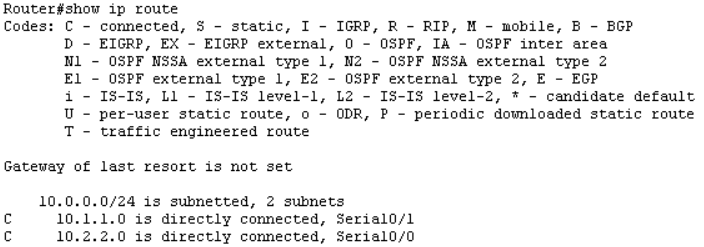 Router#show ip route
Codes: C - connected, S - static, I - IGRP, R - RIP, M - mobile, B - BGP
D - EIGRP, EX - EIGRP external, O - OSPF, IA - OSPF inter area
N1 - OSPF NSSA external type 1, N2 - OSPF NSSA external type 2
E1 - OSPF external type 1, E2 - OSPF external type 2, E - EGP
i - IS-IS, L1 - IS-IS level-1, L2 - IS-IS level-2, * - candidate default
U - per-user static route, o - ODR, P - periodic downloaded static route
T - traffic engineered route
Gateway of last resort is not set
10.0.0.0/24 is subnetted, 2 subnets
C 10.1.1.0 is directly connected, Serial0/1
C 10.2.2.0 is directly connected, Serial0/0